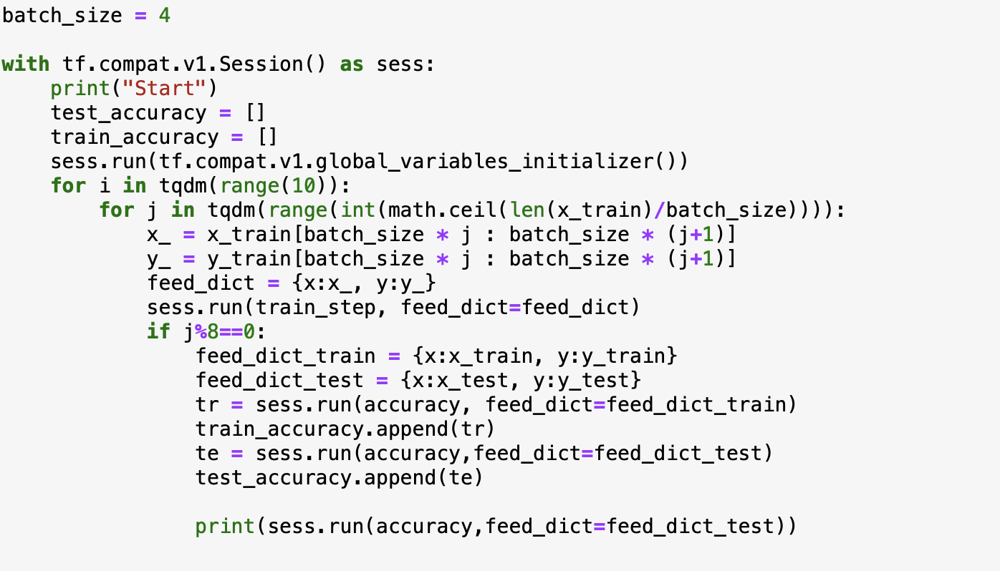 batch_size = 4
with tf.compat.v1.Session() as sess:
    print("Start")
    test_accuracy = []
    train_accuracy = []
    sess.run(tf.compat.v1.global_variables_initializer())
    for i in tqdm(range(10)):
        for j in tqdm(range(int(math.ceil(len(x_train)/batch_size)))):
            x_ = x_train[batch_size * j : batch_size * (j+1)]
            y_ = y_train[batch_size * j : batch_size * (j+1)]
            feed_dict = {x:x_, y:y_}
            sess.run(train_step, feed_dict=feed_dict)
            if j%8==0:
                feed_dict_train = {x:x_train, y:y_train}
                feed_dict_test = {x:x_test, y:y_test}
                tr = sess.run(accuracy, feed_dict=feed_dict_train)
                train_accuracy.append(tr)
                te = sess.run(accuracy,feed_dict=feed_dict_test)
                test_accuracy.append(te)
                print(sess.run(accuracy,feed_dict=feed_dict_test))